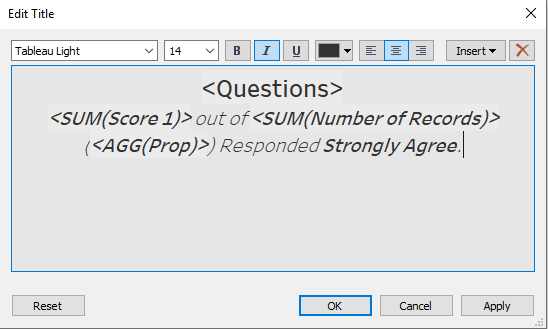 Edit Title
Tableau Light 14 B I U Insert
<Questions>
<SUM(Score 1)> out of <SUM(Number of Records)>
(<AGG(Prop)>) Responded Strongly Agree.
Reset OK Cancel Apply